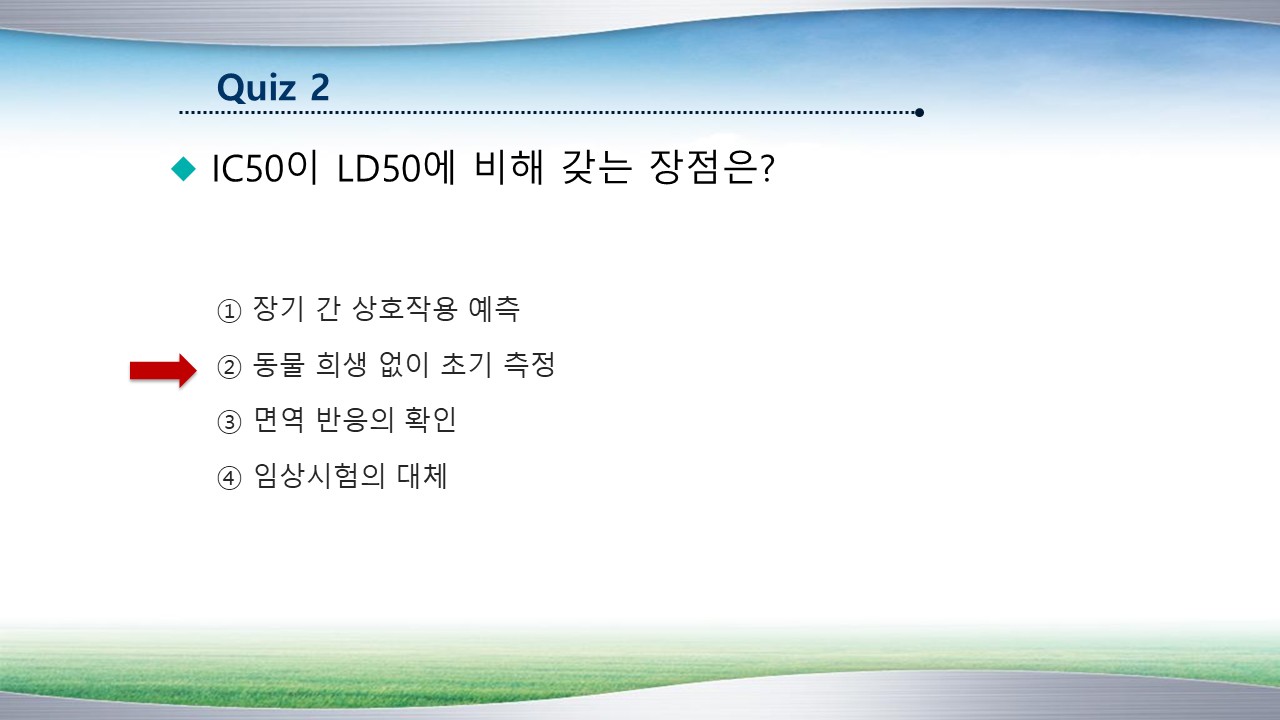 Quiz 2
IC50이 LD50에 비해 갖는 장점은?
① 장기 간 상호작용 예측
② 동물 희생 없이 초기 측정
③ 면역 반응의 확인
④ 임상시험의 대체